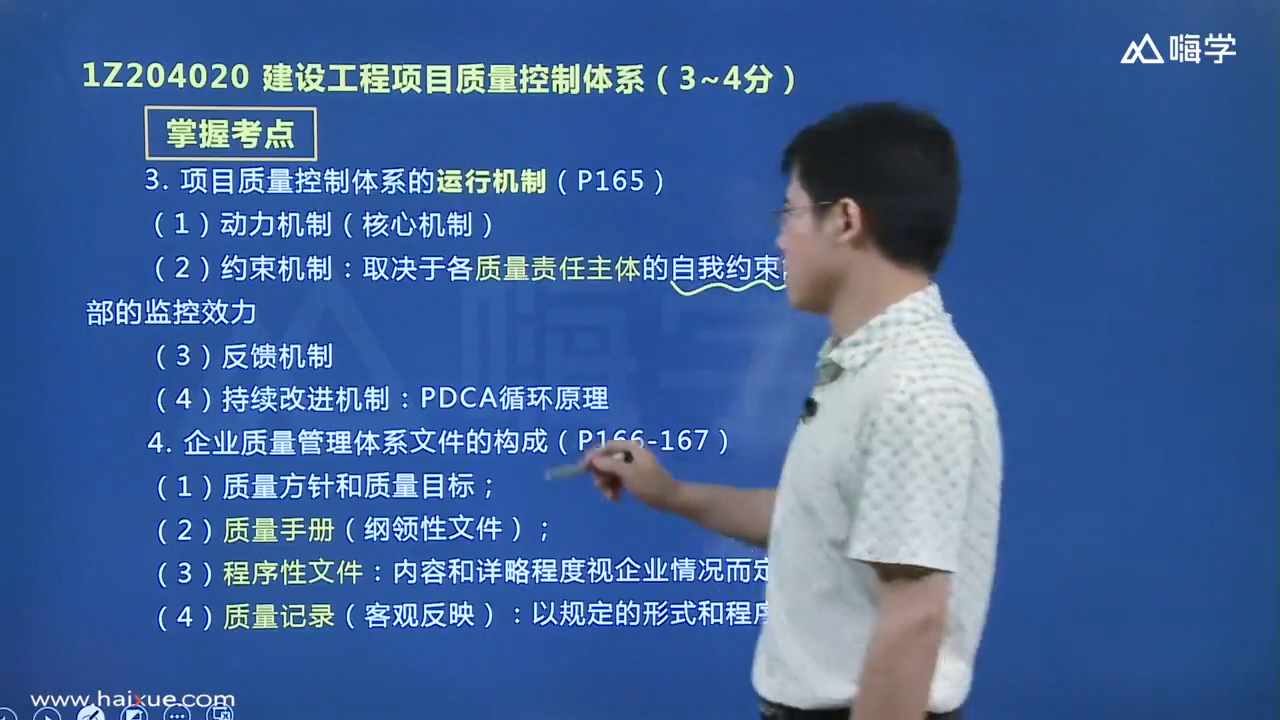 嗨学
1Z204020 建设工程项目质量控制体系（3~4分）
掌握考点
3. 项目质量控制体系的运行机制（P165）
（1）动力机制（核心机制）
（2）约束机制：取决于各质量责任主体的自我约束
部的监控效力
（3）反馈机制
（4）持续改进机制：PDCA循环原理
4. 企业质量管理体系文件的构成（P166-167）
（1）质量方针和质量目标；
（2）质量手册（纲领性文件）；
（3）程序性文件：内容和详略程度视企业情况而定
（4）质量记录（客观反映）：以规定的形式和程序
www.haixue.com